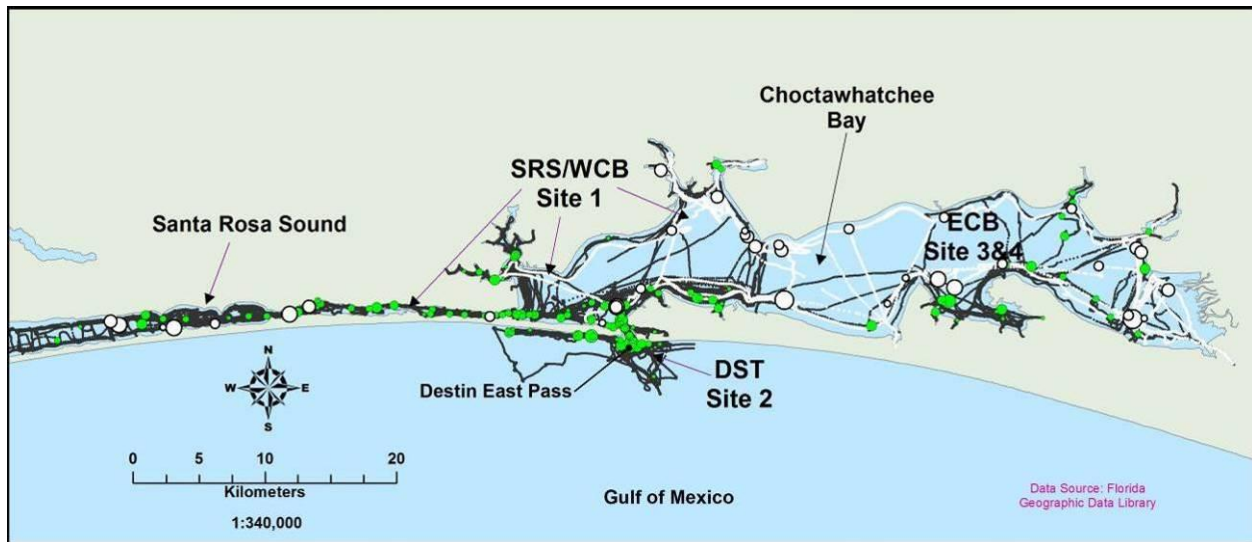 Choctawhatchee
Bay
SRS/WCB
Site 1
Santa Rosa Sound
ECB
Site 3&4
DST
Site 2
Destin East Pass
N
W
E
S
0
5
10
20
Kilometers
1:340,000
Gulf of Mexico
Data Source: Florida
Geographic Data Library